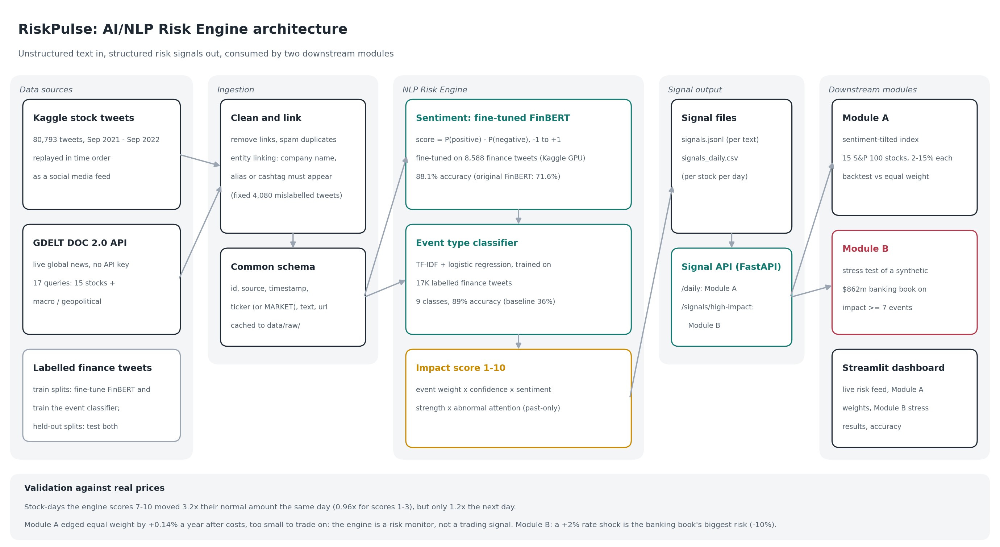 RiskPulse: AI/NLP Risk Engine architecture
Unstructured text in, structured risk signals out, consumed by two downstream modules
Data sources
Kaggle stock tweets
80,793 tweets, Sep 2021 - Sep 2022
replayed in time order
as a social media feed
GDELT DOC 2.0 API
live global news, no API key
17 queries: 15 stocks +
macro / geopolitical
Labelled finance tweets
train splits: fine-tune FinBERT and
train the event classifier;
held-out splits: test both
Ingestion
Clean and link
remove links, spam duplicates
entity linking: company name,
alias or cashtag must appear
(fixed 4,080 mislabelled tweets)
Common schema
id, source, timestamp,
ticker (or MARKET), text, url
cached to data/raw/
NLP Risk Engine
Sentiment: fine-tuned FinBERT
score = P(positive) - P(negative), -1 to +1
fine-tuned on 8,588 finance tweets (Kaggle GPU)
88.1% accuracy (original FinBERT: 71.6%)
Event type classifier
TF-IDF + logistic regression, trained on
17K labelled finance tweets
9 classes, 89% accuracy (baseline 36%)
Impact score 1-10
event weight x confidence x sentiment
strength x abnormal attention (past-only)
Signal output
Signal files
signals.jsonl (per text)
signals_daily.csv
(per stock per day)
Signal API (FastAPI)
/daily: Module A
/signals/high-impact:
Module B
Downstream modules
Module A
sentiment-tilted index
15 S&P 100 stocks, 2-15% each
backtest vs equal weight
Module B
stress test of a synthetic
$862m banking book on
impact >= 7 events
Streamlit dashboard
live risk feed, Module A
weights, Module B stress
results, accuracy
Validation against real prices
Stock-days the engine scores 7-10 moved 3.2x their normal amount the same day (0.96x for scores 1-3), but only 1.2x the next day.
Module A edged equal weight by +0.14% a year after costs, too small to trade on: the engine is a risk monitor, not a trading signal. Module B: a +2% rate shock is the banking book's biggest risk (-10%).